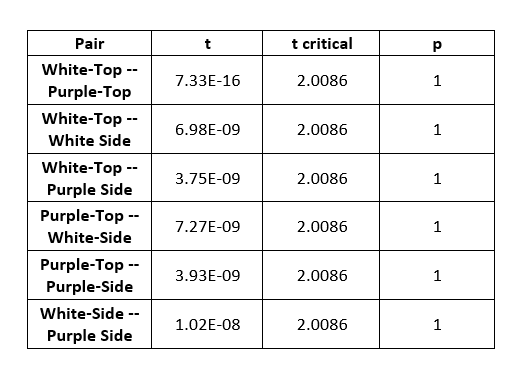 Pair t t critical p
White-Top --
Purple-Top
7.33E-16 2.0086 1
White-Top --
White Side
6.98E-09 2.0086 1
White-Top --
Purple Side
3.75E-09 2.0086 1
Purple-Top --
White-Side
7.27E-09 2.0086 1
Purple-Top --
Purple-Side
3.93E-09 2.0086 1
White-Side --
Purple Side
1.02E-08 2.0086 1